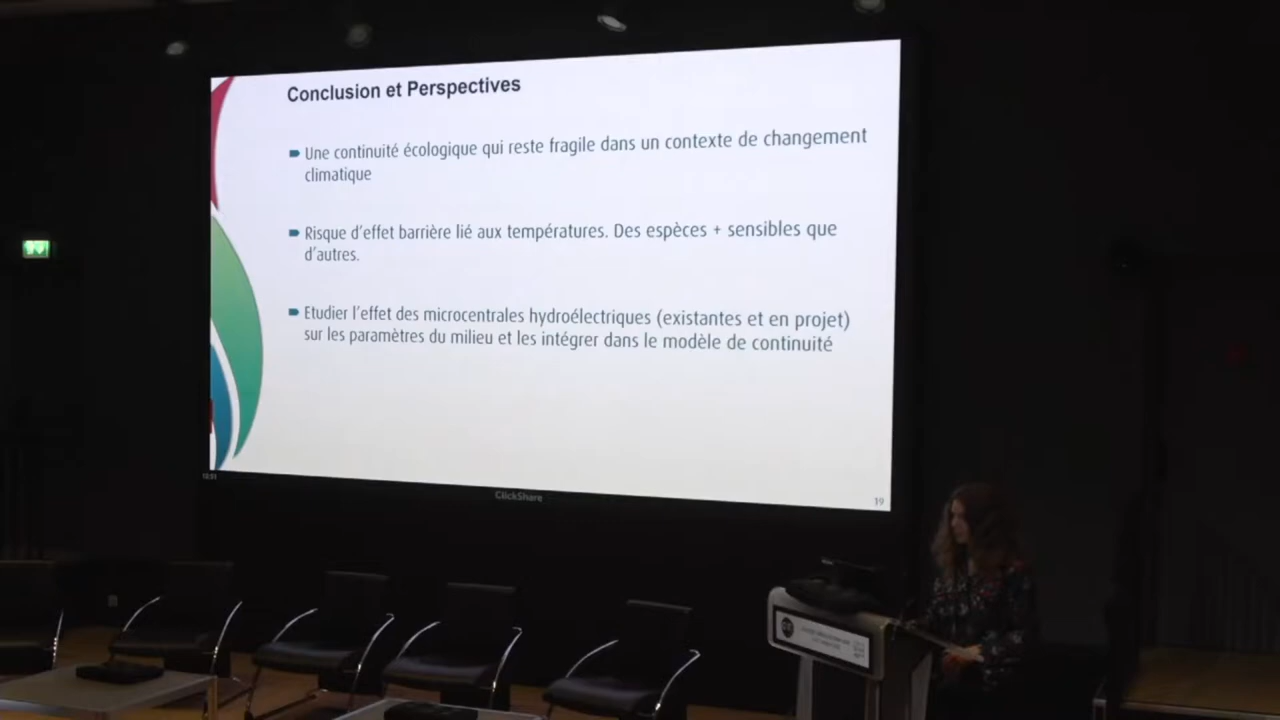 Conclusion et Perspectives
Une continuité écologique qui reste fragile dans un contexte de changement
climatique
Risque d'effet barrière lié aux températures. Des espèces + sensibles que
d'autres.
Etudier l'effet des microcentrales hydroélectriques (existantes et en projet)
sur les paramètres du milieu et les intégrer dans le modèle de continuité
ClickShare
19